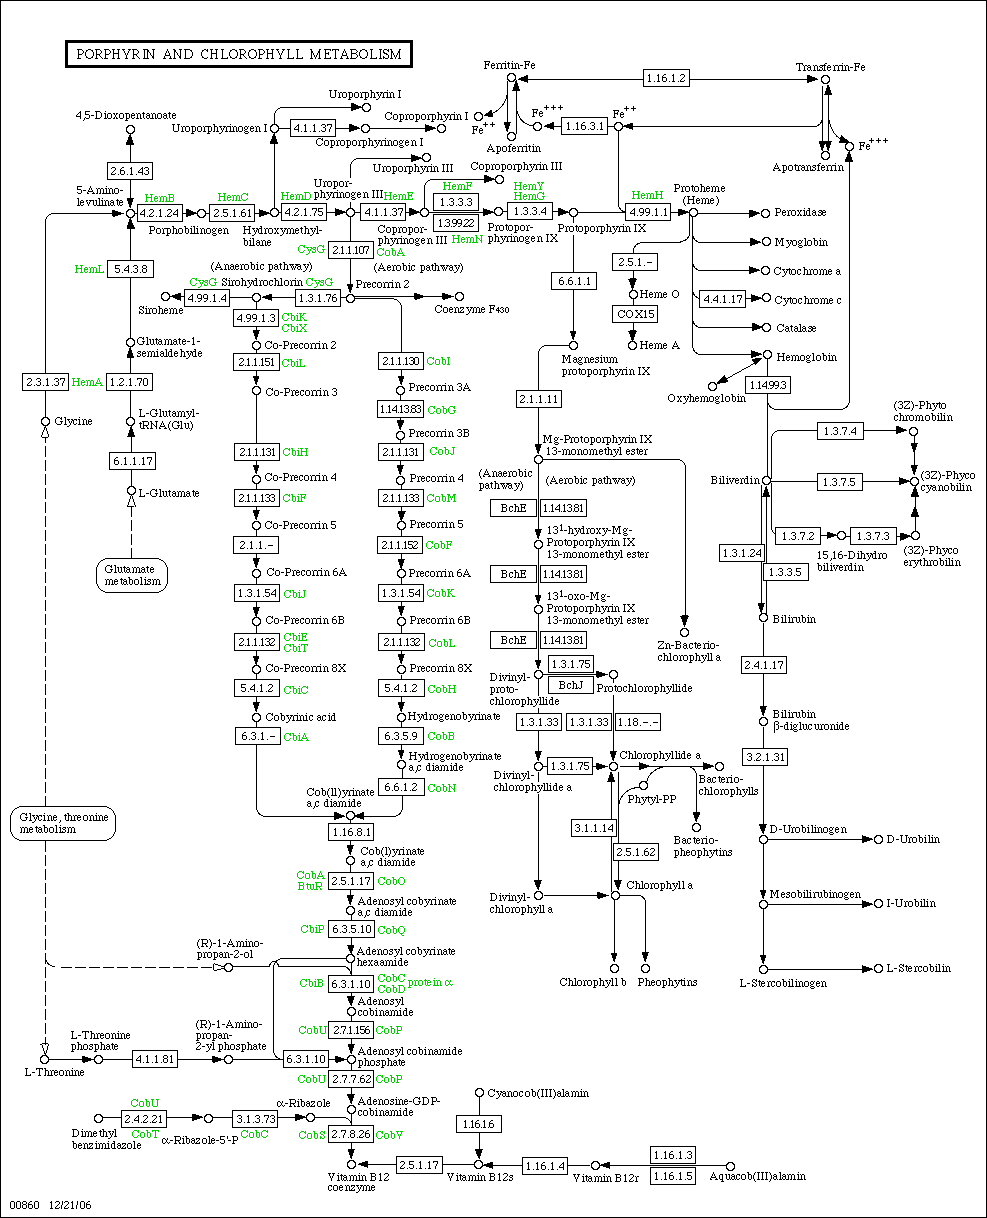 PORPHYRIN AND CHLOROPHYLL METABOLISM
Ferritin-Fe
1.16.1.2
Transferrin-Fe
Uroporphyrin I
4,5-Dioxopentanoate
Uroporphyrinogen I
4.1.1.37
Coproporphyrin I
Fe++
Fe+++
1.16.3.1
Fe++
Coproporphyrinogen I
Apoferritin
Fe+++
Apotransferrin
2.6.1.43
Uroporphyrin III
Coproporphyrin III
5-Amino-
levulinate
HemB
4.2.1.24
Porphobilinogen
HemC
2.5.1.61
Hydroxymethyl-
bilane
HemD
4.2.1.75
Uropor-
phyrinogen III
HemE
4.1.1.37
Copropor-
phyrinogen III
HemF
1.3.3.3
1.3.99.22
HemN
Protopor-
phyrinogen IX
HemY
HemG
1.3.3.4
Protoporphyrin IX
HemH
4.99.1.1
Protoheme
(Heme)
Peroxidase
Myoglobin
Cytochrome a
4.4.1.17
Cytochrome c
Catalase
Hemoglobin
Oxyhemoglobin
1.14.99.3
2.5.1.-
Heme O
COX15
Heme A
CysG
2.1.1.107
CobA
(Anaerobic pathway)
(Aerobic pathway)
HemL
5.4.3.8
CysG
4.99.1.4
Siroheme
Sirohydrochlorin
CysG
1.3.1.76
Precorrin 2
Coenzyme F430
6.6.1.1
Magnesium
protoporphyrin IX
4.99.1.3
CbiK
CbiX
Co-Precorrin 2
2.1.1.151
CbiL
Co-Precorrin 3
2.1.1.131
CbiH
Co-Precorrin 4
2.1.1.133
CbiF
Co-Precorrin 5
2.1.1.-
Co-Precorrin 6A
1.3.1.54
CbiJ
Co-Precorrin 6B
2.1.1.132
CbiE
CbiT
Co-Precorrin 8X
5.4.1.2
CbiC
Cobyrinic acid
6.3.1.-
CbiA
2.1.1.130
CobI
Precorrin 3A
1.14.13.83
CobG
Precorrin 3B
2.1.1.131
CobJ
Precorrin 4
2.1.1.133
CobM
Precorrin 5
2.1.1.152
CobF
Precorrin 6A
1.3.1.54
CobK
Precorrin 6B
2.1.1.132
CobL
Precorrin 8X
5.4.1.2
CobH
Hydrogenobyrinate
6.3.5.9
CobB
Hydrogenobyrinate
a,c diamide
6.6.1.2
CobN
Glutamate-1-
semialdehyde
2.3.1.37
HemA
1.2.1.70
Glycine
L-Glutamyl-
tRNA(Glu)
6.1.1.17
L-Glutamate
Glutamate
metabolism
2.1.1.11
Mg-Protoporphyrin IX
13-monomethyl ester
(Anaerobic
pathway)
(Aerobic pathway)
BchE
1.14.13.81
13¹-hydroxy-Mg-
Protoporphyrin IX
13-monomethyl ester
BchE
1.14.13.81
13¹-oxo-Mg-
Protoporphyrin IX
13-monomethyl ester
BchE
1.14.13.81
Zn-Bacterio-
chlorophyll a
1.3.1.75
BchJ
Divinyl-
proto-
chlorophyllide
Protochlorophyllide
1.3.1.33
1.3.1.33
1.18.-.-
Divinyl-
chlorophyllide a
1.3.1.75
Chlorophyllide a
Phytyl-PP
Bacterio-
chlorophylls
Bacterio-
pheophytins
3.1.1.14
2.5.1.62
Divinyl-
chlorophyll a
Chlorophyll a
Chlorophyll b
Pheophytins
Biliverdin
1.3.7.4
(3Z)-Phyto
chromobilin
1.3.7.5
(3Z)-Phyco
cyanobilin
1.3.7.2
15,16-Dihydro
biliverdin
1.3.7.3
(3Z)-Phyco
erythrobilin
1.3.1.24
1.3.3.5
Bilirubin
2.4.1.17
Bilirubin
β-diglucuronide
3.2.1.31
D-Urobilinogen
D-Urobilin
Mesobilirubinogen
I-Urobilin
L-Stercobilinogen
L-Stercobilin
Glycine, threonine
metabolism
Cob(II)yrinate
a,c diamide
1.16.8.1
Cob(I)yrinate
a,c diamide
CobA
BtuR
2.5.1.17
CobO
Adenosyl cobyrinate
a,c diamide
CbiP
6.3.5.10
CobQ
(R)-1-Amino-
propan-2-ol
Adenosyl cobyrinate
hexaamide
CbiB
6.3.1.10
CobC
CobD
protein α
Adenosyl
cobinamide
CobU
2.7.1.156
CobP
L-Threonine
L-Threonine
phosphate
4.1.1.81
(R)-1-Amino-
propan-
2-yl phosphate
6.3.1.10
Adenosyl cobinamide
phosphate
CobU
2.7.7.62
CobP
Adenosine-GDP-
cobinamide
Dimethyl
benzimidazole
CobU
2.4.2.21
CobT
α-Ribazole-5'-P
3.1.3.73
CobC
α-Ribazole
CobS
2.7.8.26
CobV
Cyanocob(III)alamin
1.16.1.6
Vitamin B12
coenzyme
2.5.1.17
Vitamin B12s
1.16.1.4
Vitamin B12r
1.16.1.3
1.16.1.5
Aquacob(III)alamin
00860 12/21/06